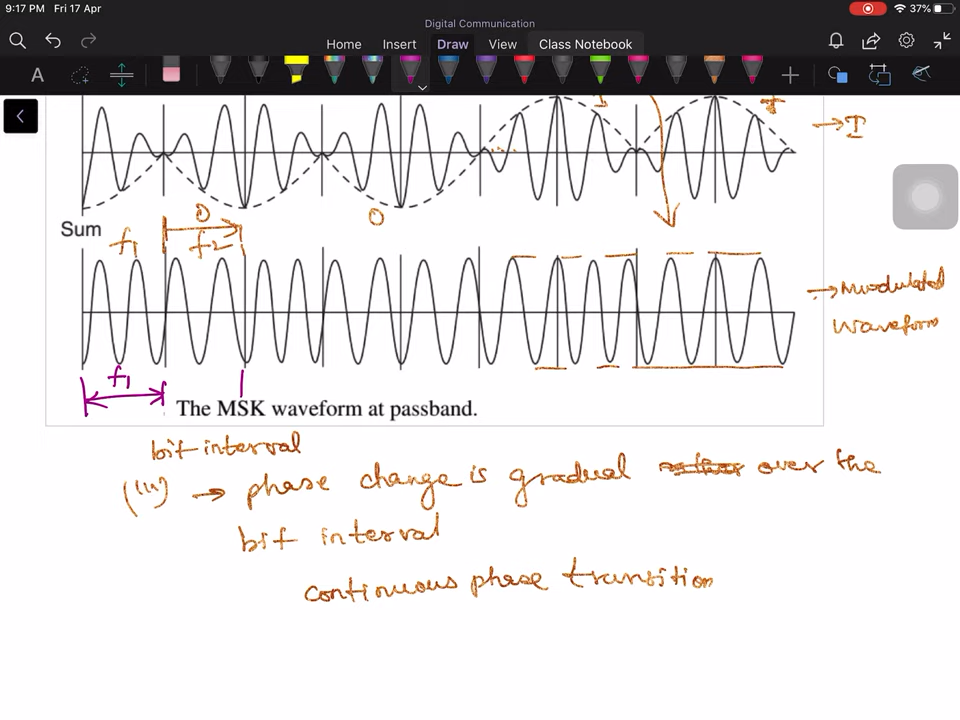 9:17 PM Fri 17 Apr
37%
Digital Communication
Home Insert Draw View Class Notebook
A
I I → I
Sum
0 0
f1 f2
→ Modulated
Waveform
f1
The MSK waveform at passband.
bit interval
(iii) → phase change is gradual over the
bit interval
continuous phase transition